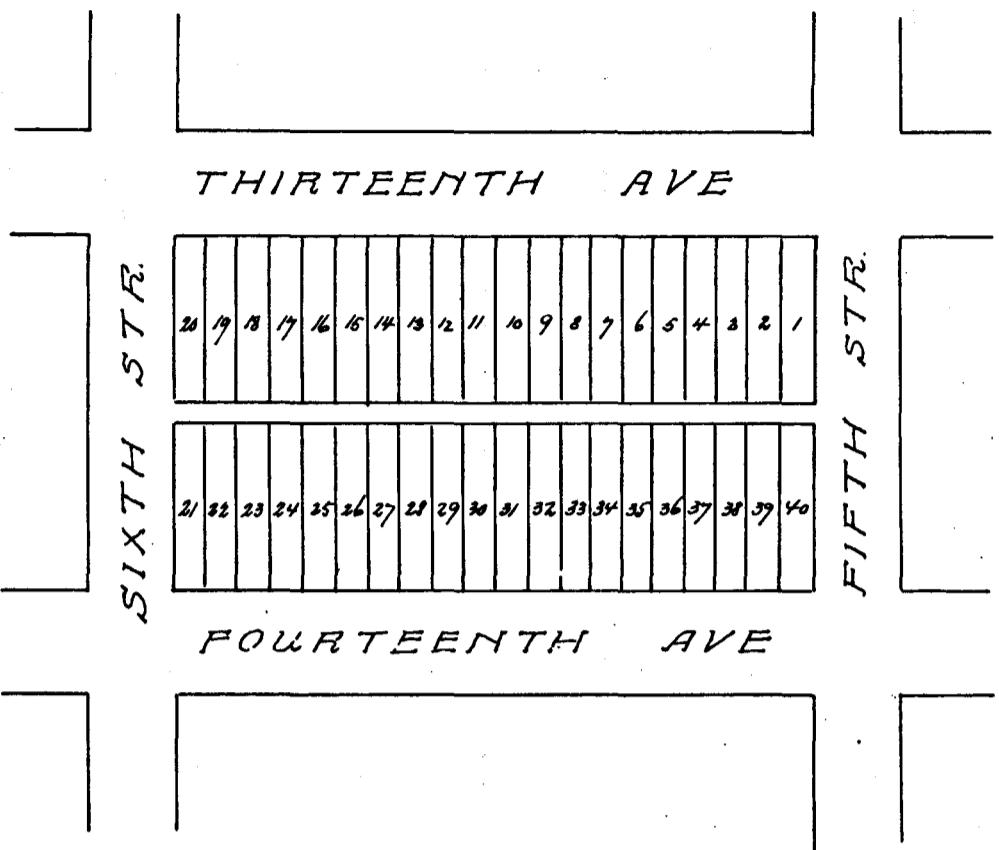 THIRTEENTH AVE
SIXTH STR.
FIFTH STR.
20 19 18 17 16 15 14 13 12 11 10 9 8 7 6 5 4 3 2 1
21 22 23 24 25 26 27 28 29 30 31 32 33 34 35 36 37 38 39 40
FOURTEENTH AVE